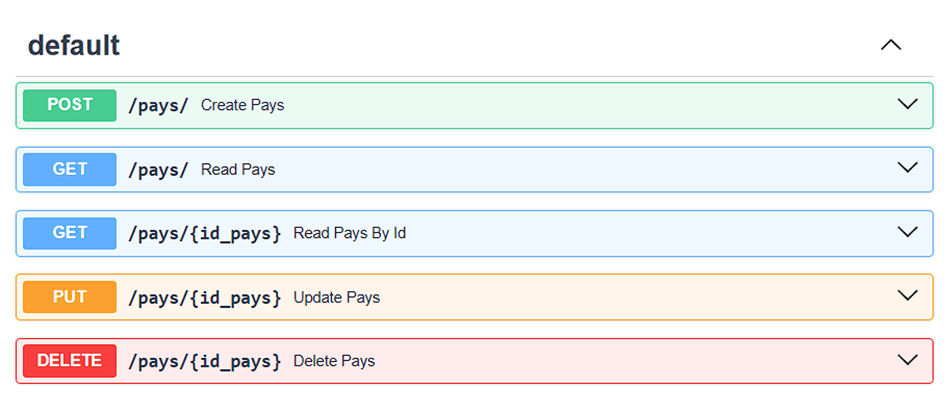 default
POST /pays/ Create Pays
GET /pays/ Read Pays
GET /pays/{id_pays} Read Pays By Id
PUT /pays/{id_pays} Update Pays
DELETE /pays/{id_pays} Delete Pays